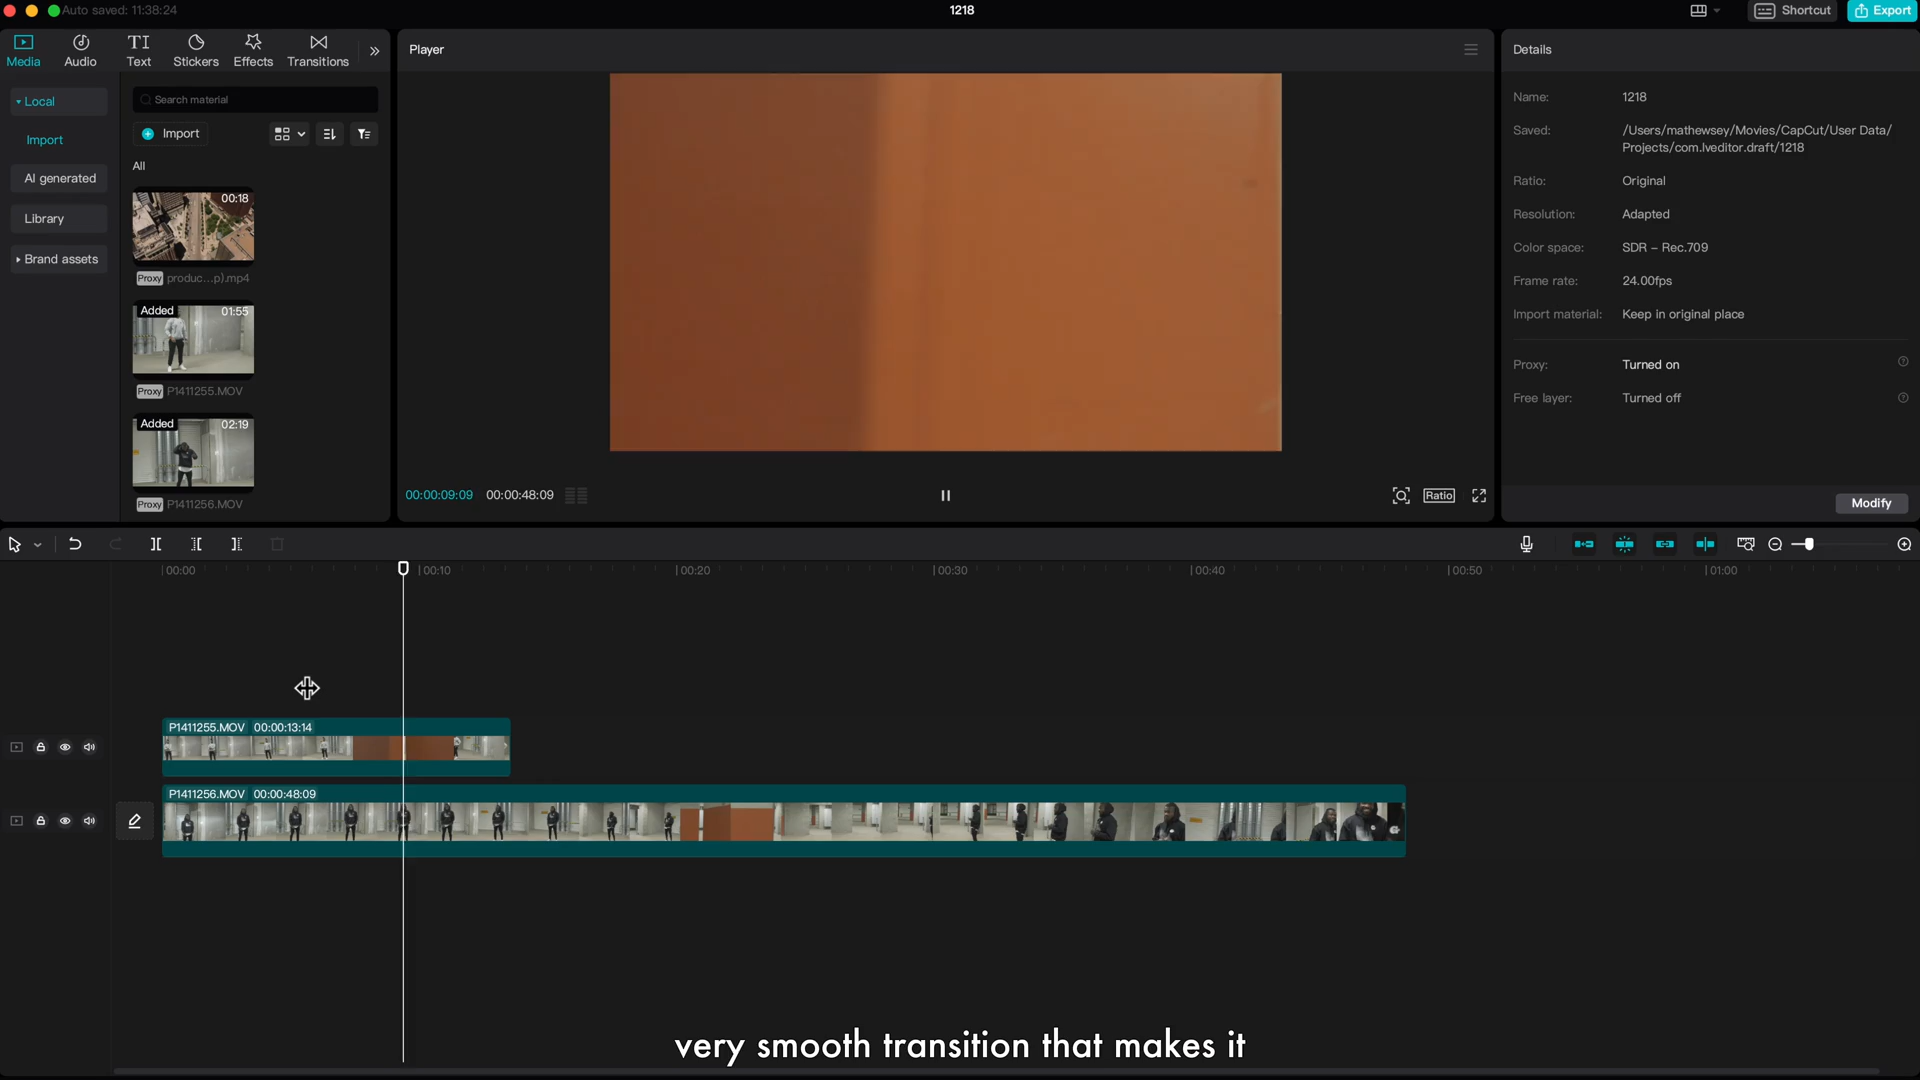 Auto saved: 11:38:24
1218
Shortcut
Export
Media
Audio
Text
Stickers
Effects
Transitions
Player
Details
Local
Import
AI generated
Library
Brand assets
Search material
Import
All
00:18
Proxy produc...p).mp4
Added 01:55
Proxy P1411255.MOV
Added 02:19
Proxy P1411256.MOV
00:00:09:09 00:00:48:09
Ratio
Name: 1218
Saved: /Users/mathewsey/Movies/CapCut/User Data/
Projects/com.lveditor.draft/1218
Ratio: Original
Resolution: Adapted
Color space: SDR – Rec.709
Frame rate: 24.00fps
Import material: Keep in original place
Proxy: Turned on
Free layer: Turned off
Modify
00:00 00:10 00:20 00:30 00:40 00:50 01:00
P1411255.MOV 00:00:13:14
P1411256.MOV 00:00:48:09
very smooth transition that makes it